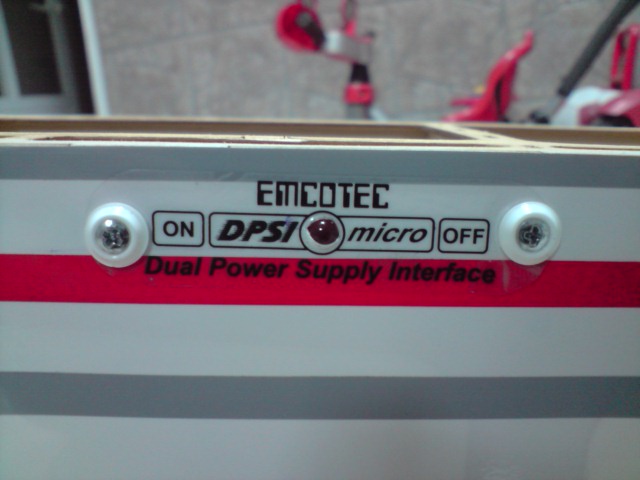 EMCOTEC
ON DPSI micro OFF
Dual Power Supply Interface